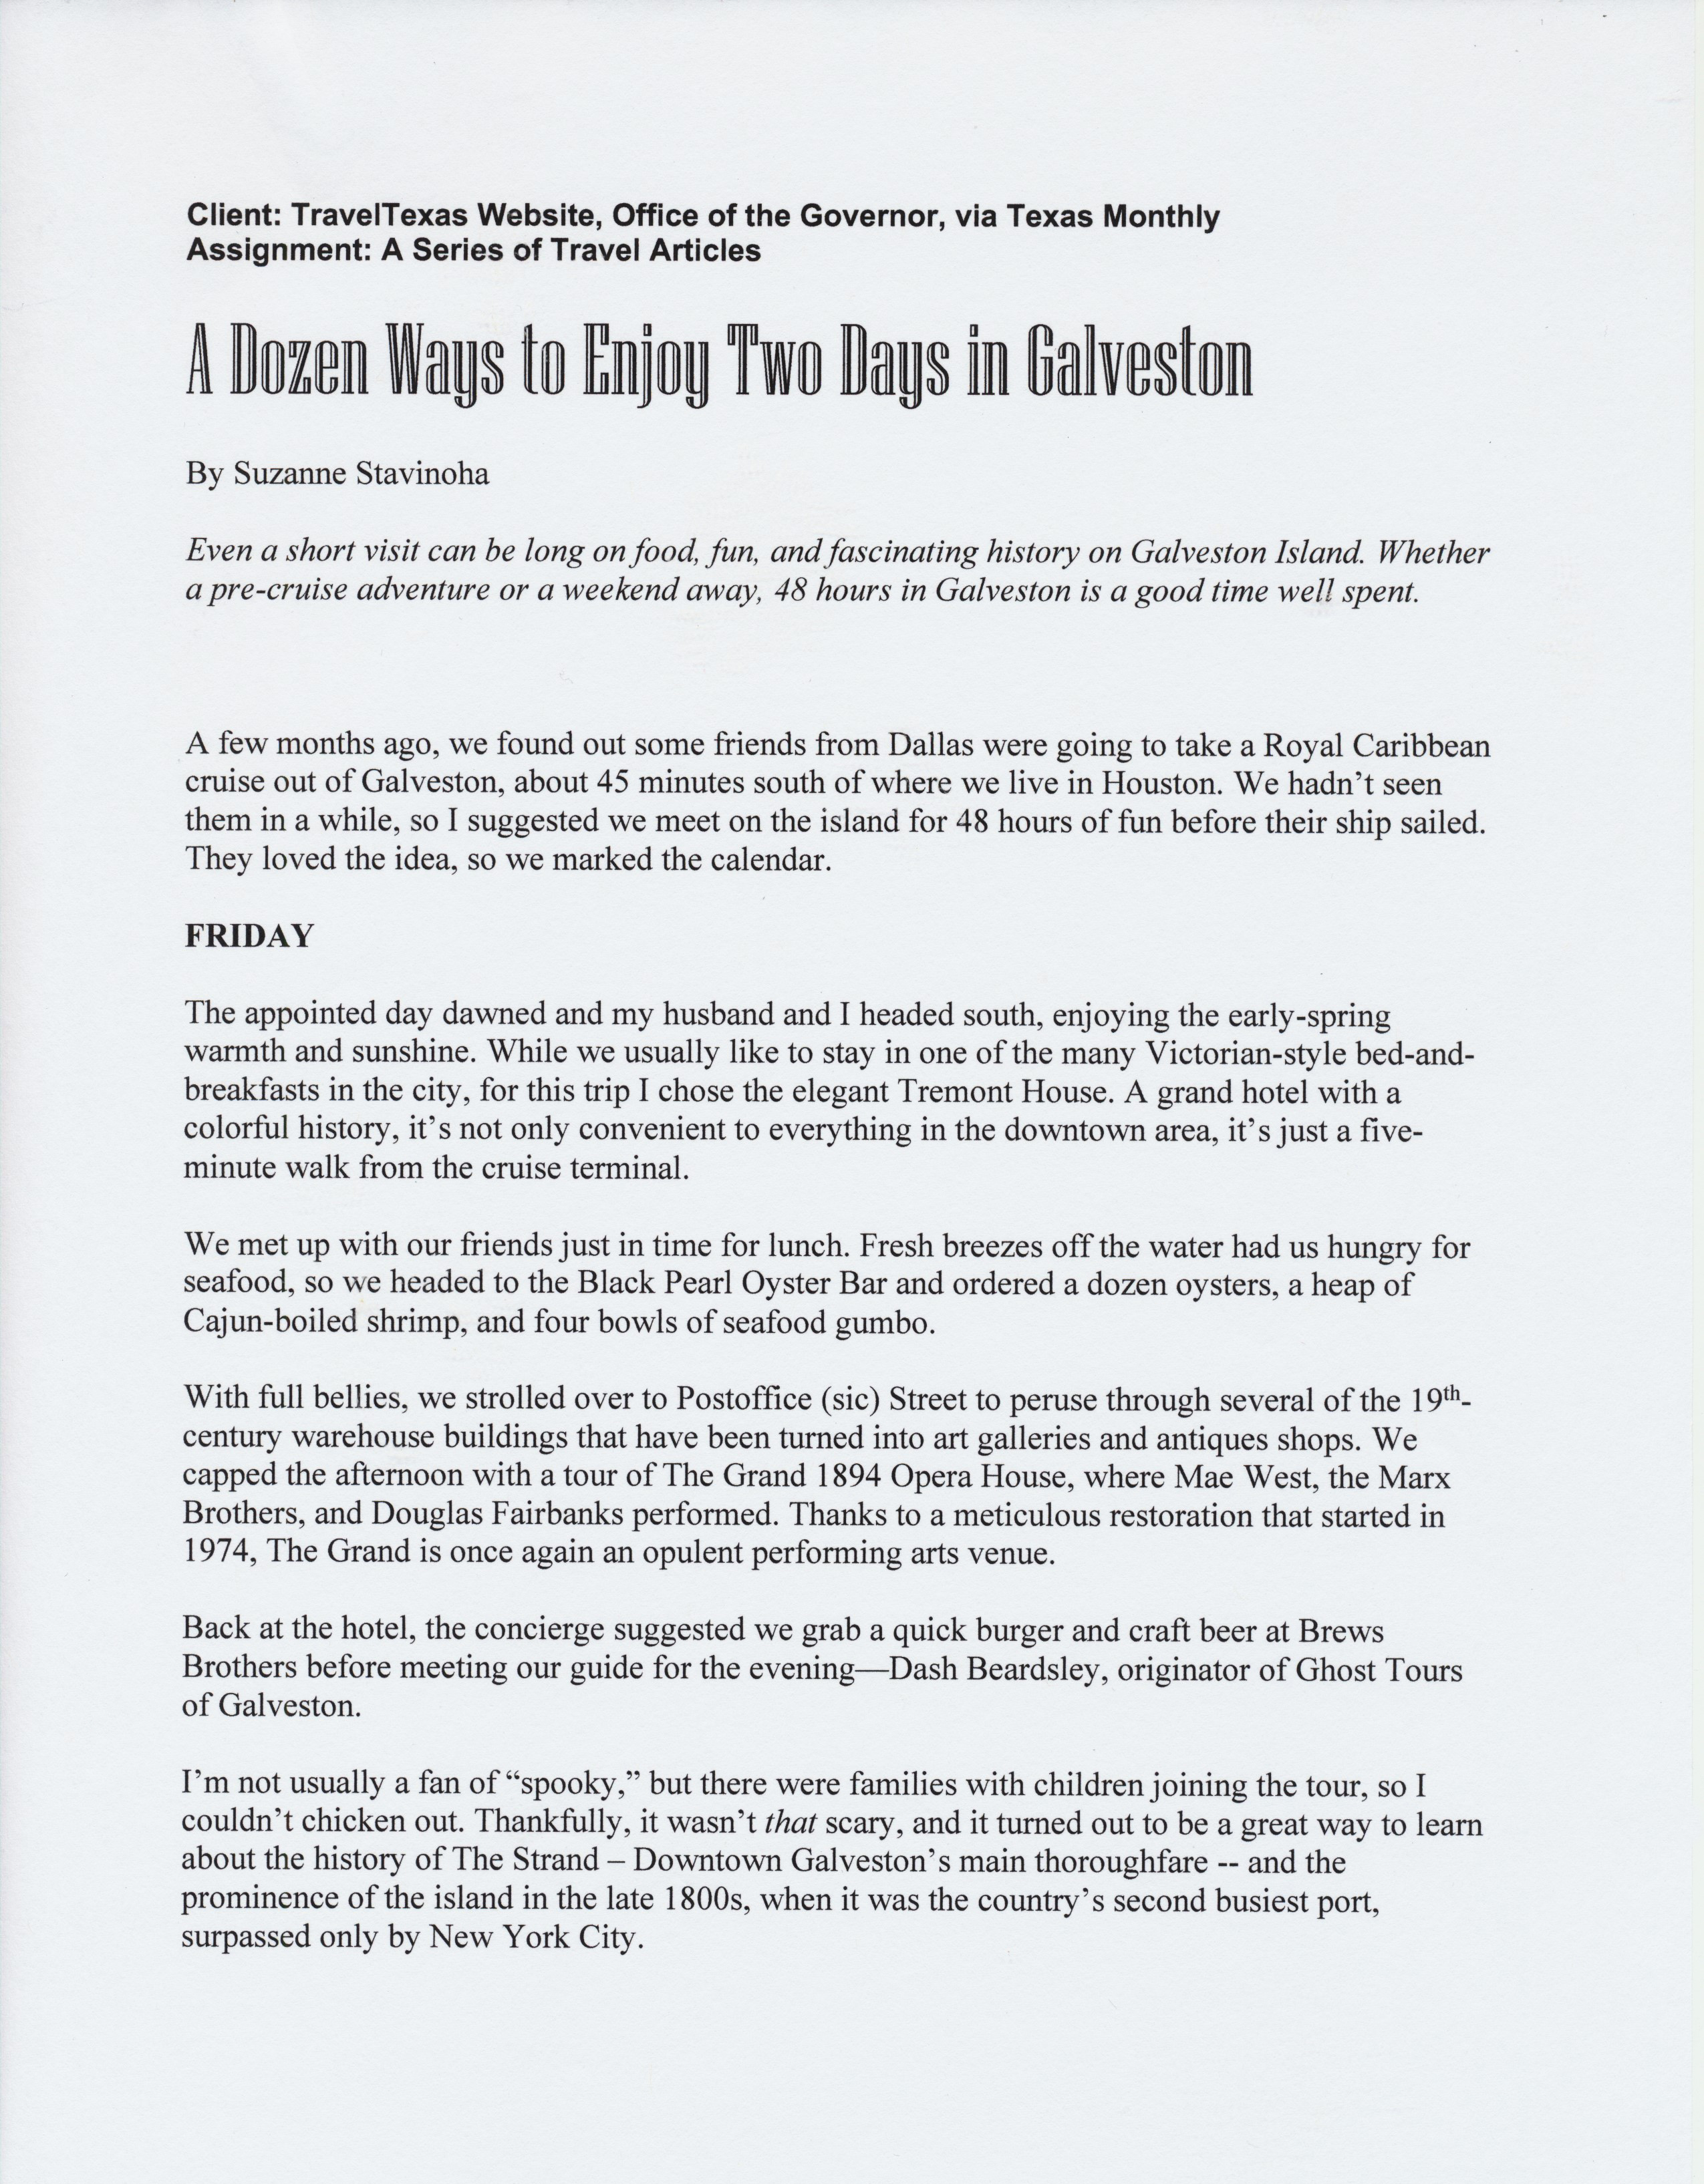 Client: TravelTexas Website, Office of the Governor, via Texas Monthly
Assignment: A Series of Travel Articles
A Dozen Ways to Enjoy Two Days in Galveston
By Suzanne Stavinoha
Even a short visit can be long on food, fun, and fascinating history on Galveston Island. Whether
a pre-cruise adventure or a weekend away, 48 hours in Galveston is a good time well spent.
A few months ago, we found out some friends from Dallas were going to take a Royal Caribbean
cruise out of Galveston, about 45 minutes south of where we live in Houston. We hadn't seen
them in a while, so I suggested we meet on the island for 48 hours of fun before their ship sailed.
They loved the idea, so we marked the calendar.
FRIDAY
The appointed day dawned and my husband and I headed south, enjoying the early-spring
warmth and sunshine. While we usually like to stay in one of the many Victorian-style bed-and-
breakfasts in the city, for this trip I chose the elegant Tremont House. A grand hotel with a
colorful history, it's not only convenient to everything in the downtown area, it's just a five-
minute walk from the cruise terminal.
We met up with our friends just in time for lunch. Fresh breezes off the water had us hungry for
seafood, so we headed to the Black Pearl Oyster Bar and ordered a dozen oysters, a heap of
Cajun-boiled shrimp, and four bowls of seafood gumbo.
With full bellies, we strolled over to Postoffice (sic) Street to peruse through several of the 19th-
century warehouse buildings that have been turned into art galleries and antiques shops. We
capped the afternoon with a tour of The Grand 1894 Opera House, where Mae West, the Marx
Brothers, and Douglas Fairbanks performed. Thanks to a meticulous restoration that started in
1974, The Grand is once again an opulent performing arts venue.
Back at the hotel, the concierge suggested we grab a quick burger and craft beer at Brews
Brothers before meeting our guide for the evening—Dash Beardsley, originator of Ghost Tours
of Galveston.
I'm not usually a fan of “spooky,” but there were families with children joining the tour, so I
couldn't chicken out. Thankfully, it wasn't that scary, and it turned out to be a great way to learn
about the history of The Strand – Downtown Galveston's main thoroughfare -- and the
prominence of the island in the late 1800s, when it was the country's second busiest port,
surpassed only by New York City.